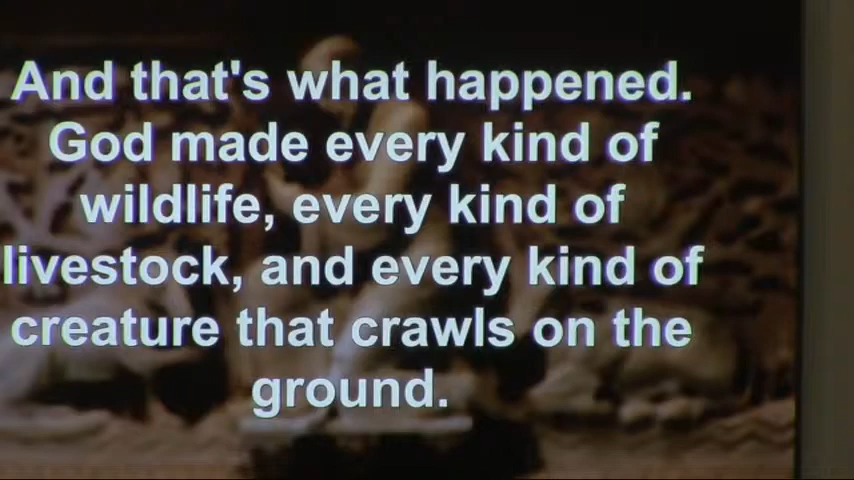 And that's what happened.
God made every kind of
wildlife, every kind of
livestock, and every kind of
creature that crawls on the
ground.